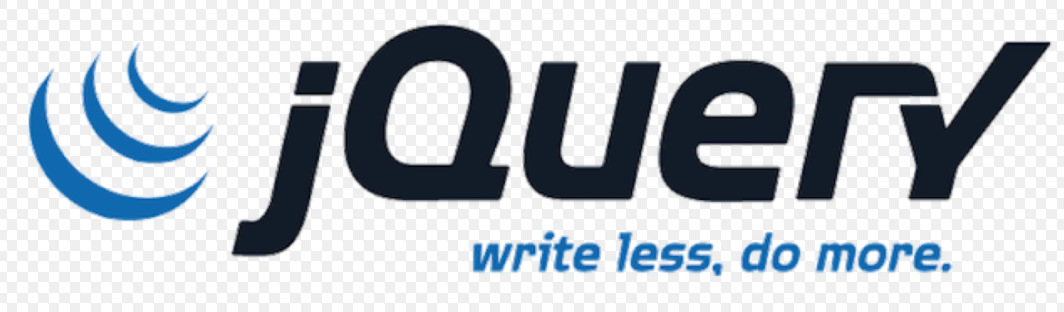 jQuery
write less, do more.